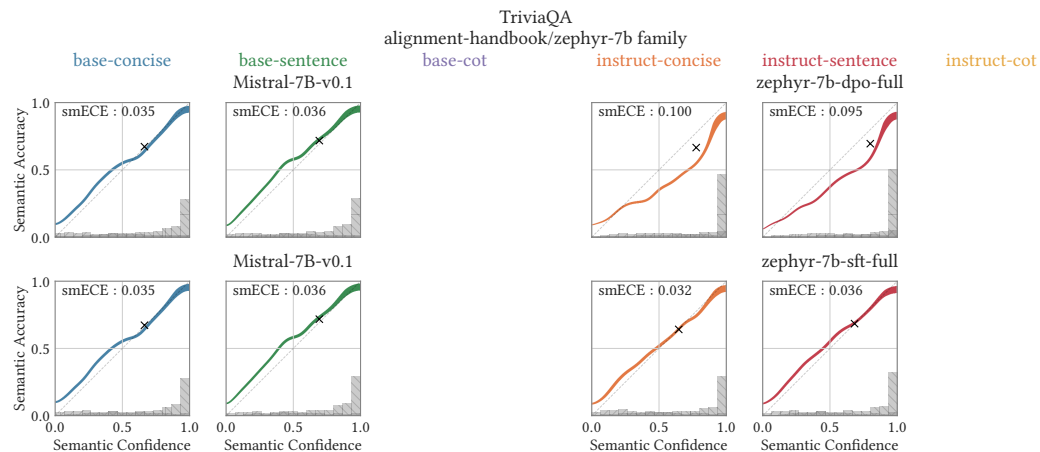 TriviaQA
alignment-handbook/zephyr-7b family
base-concise base-sentence base-cot instruct-concise instruct-sentence instruct-cot
Mistral-7B-v0.1 zephyr-7b-dpo-full
smECE : 0.035 smECE : 0.036 smECE : 0.100 smECE : 0.095
Semantic Accuracy
1.0
0.5
0.0
Mistral-7B-v0.1 zephyr-7b-sft-full
smECE : 0.035 smECE : 0.036 smECE : 0.032 smECE : 0.036
Semantic Accuracy
1.0
0.5
0.0
0.0 0.5 1.0 0.0 0.5 1.0 0.0 0.5 1.0 0.0 0.5 1.0
Semantic Confidence Semantic Confidence Semantic Confidence Semantic Confidence